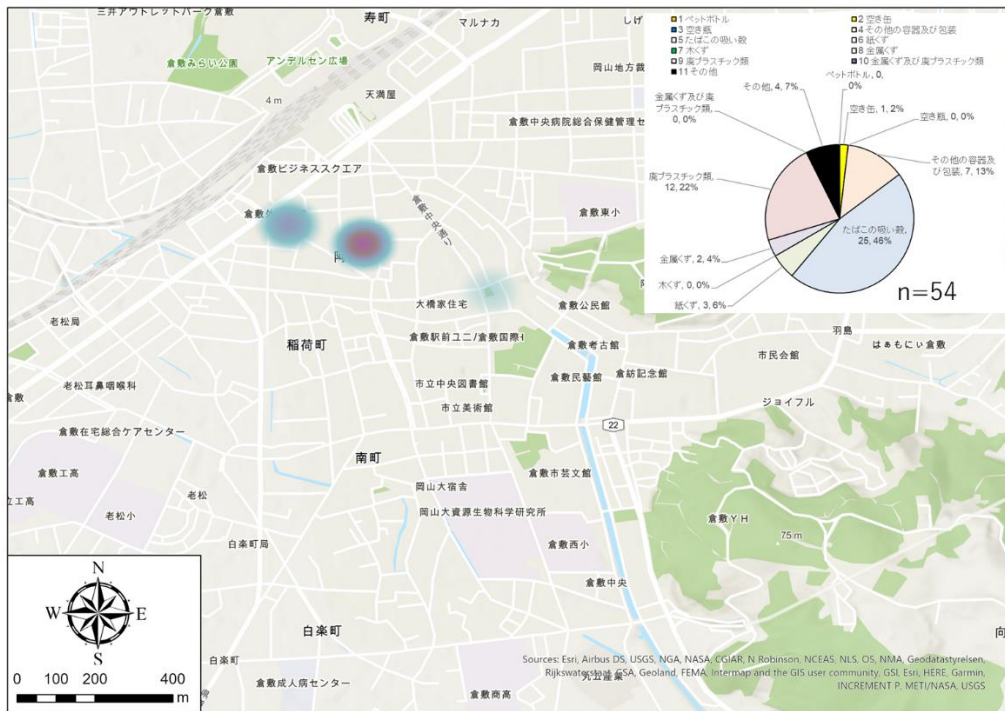 三井アウトレットパーク倉敷
寿町
マルナカ
しげ
倉敷みらい公園
アンデルセン広場
岡山地方裁
4 m
天満屋
倉敷中央病院総合保健管理セ
倉敷ビジネススクエア
倉敷中央通り
倉敷東小
大橋家住宅
倉敷公民館
老松局
倉敷駅前ユニ/倉敷国際ﾎ
倉敷考古館
稲荷町
羽島
はぁもにぃ倉敷
市民会館
倉紡記念館
倉敷民藝館
老松耳鼻咽喉科
市立中央図書館
倉敷
ジョイフル
市立美術館
22
倉敷在宅総合ケアセンター
南町
倉敷工高
倉敷市芸文館
岡山大宿舎
老松
立工高
岡山大資源生物科学研究所
老松小
倉敷YH
75 m
白楽町局
倉敷西小
倉敷中央
白楽町
向
白楽町
倉敷成人病センター
倉敷商高
1 ペットボトル
2 空き缶
3 空き瓶
4 その他の容器及び包装
5 たばこの吸い殻
6 紙くず
7 木くず
8 金属くず
9 廃プラスチック類
10 金属くず及び廃プラスチック類
11 その他
その他, 4, 7%
ペットボトル, 0,
0%
金属くず及び廃
プラスチック類,
0, 0%
空き缶, 1, 2%
空き瓶, 0, 0%
その他の容器及
び包装, 7, 13%
廃プラスチック類,
12, 22%
たばこの吸い殻,
25, 46%
金属くず, 2, 4%
木くず, 0, 0%
紙くず, 3, 6%
n=54
N
W
E
S
0 100 200 400
m
Sources: Esri, Airbus DS, USGS, NGA, NASA, CGIAR, N Robinson, NCEAS, NLS, OS, NMA, Geodatastyrelsen,
Rijkswaterstaat, GSA, Geoland, FEMA, Intermap and the GIS user community, GSI, Esri, HERE, Garmin,
INCREMENT P, METI/NASA, USGS